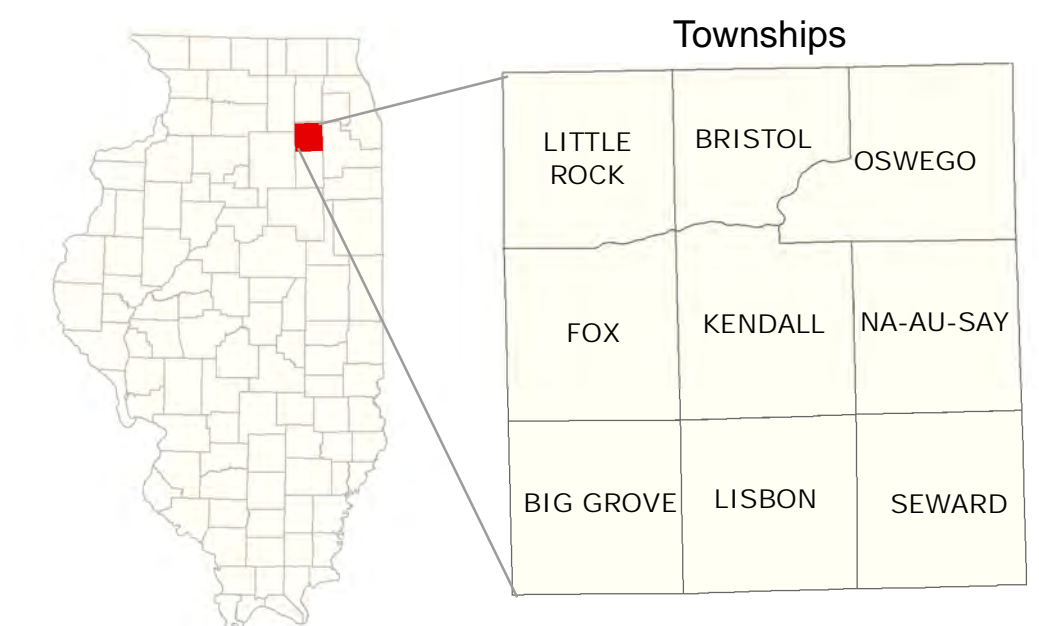 Townships
LITTLE
ROCK
BRISTOL
OSWEGO
FOX
KENDALL
NA-AU-SAY
BIG GROVE
LISBON
SEWARD